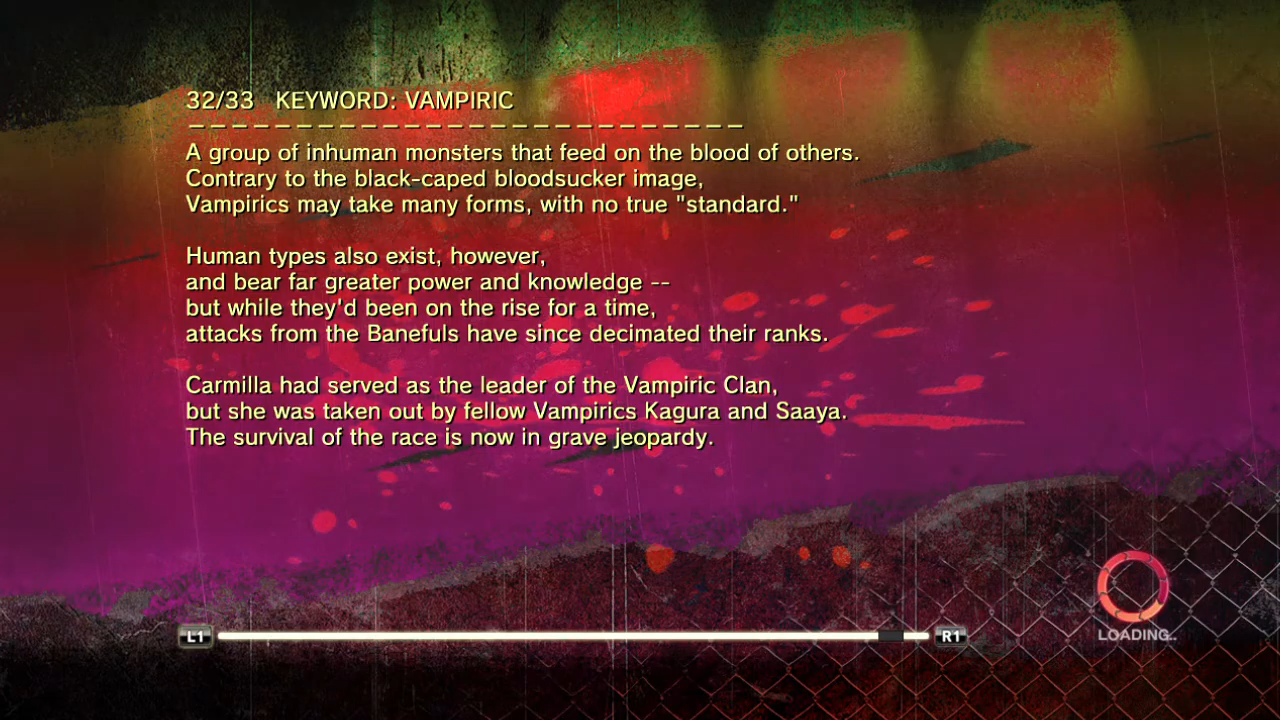 32/33 KEYWORD: VAMPIRIC
--------------------------
A group of inhuman monsters that feed on the blood of others.
Contrary to the black-caped bloodsucker image,
Vampirics may take many forms, with no true "standard."
Human types also exist, however,
and bear far greater power and knowledge --
but while they'd been on the rise for a time,
attacks from the Banefuls have since decimated their ranks.
Carmilla had served as the leader of the Vampiric Clan,
but she was taken out by fellow Vampirics Kagura and Saaya.
The survival of the race is now in grave jeopardy.
L1 R1
LOADING..